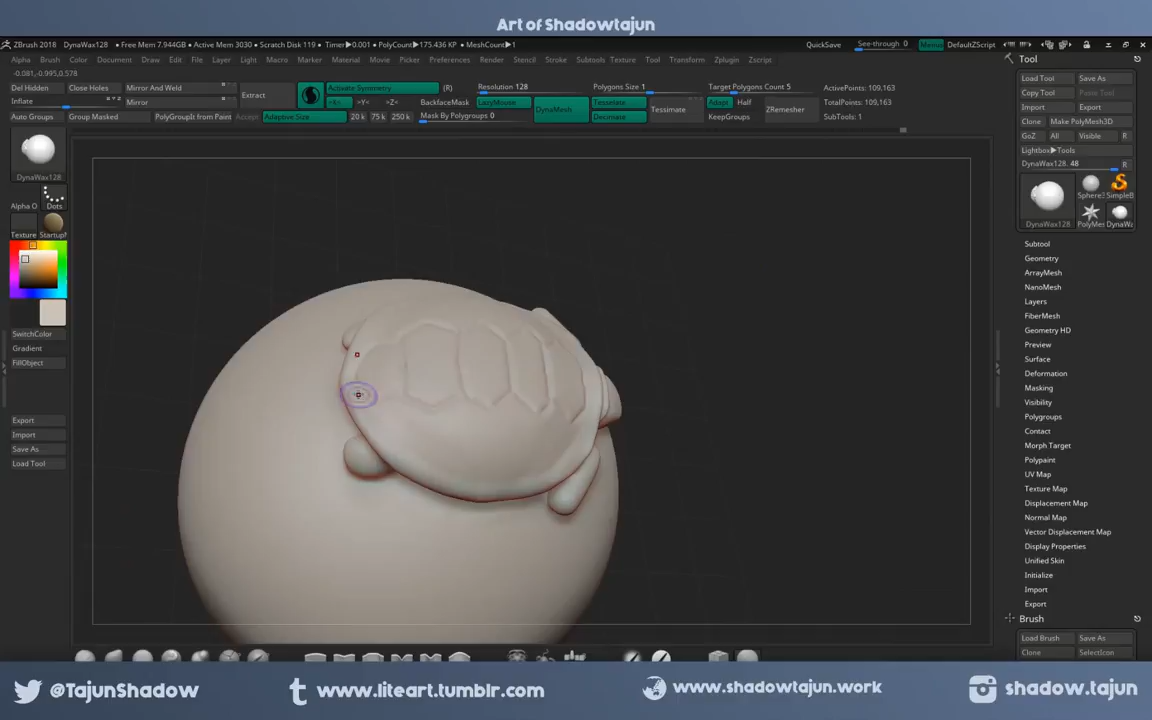 Art of Shadowtajun
ZBrush 2018 DynaWax128 • Free Mem 7.944GB • Active Mem 3030 • Scratch Disk 119 • Timer▶0.001 • PolyCount▶175.436 KP • MeshCount▶1 QuickSave See-through 0 Menus DefaultZScript
Alpha Brush Color Document Draw Edit File Layer Light Macro Marker Material Movie Picker Preferences Render Stencil Stroke Subtools Texture Tool Transform Zplugin Zscript
-0.081,-0.995,0.578
Del Hidden Close Holes Mirror And Weld Extract Activate Symmetry (R) Resolution 128 Polygons Size 1 Target Polygons Count 5 ActivePoints: 109,163
Inflate Mirror >X< >Y< >Z< BackfaceMask LazyMouse DynaMesh Tesselate Tessimate Adapt Half ZRemesher TotalPoints: 109,163
Auto Groups Group Masked PolyGroupIt from Paint Accept Adaptive Size 20 k 75 k 250 k Mask By Polygroups 0 Decimate KeepGroups SubTools: 1
DynaWax128
Alpha O Dots
Texture
SwitchColor
Gradient
FillObject
Export
Import
Save As
Load Tool
Tool
Load Tool Save As
Copy Tool Paste Tool
Import Export
Clone Make PolyMesh3D
GoZ All Visible R
Lightbox▶Tools
DynaWax128. 48 R
DynaWax128
Subtool
Geometry
ArrayMesh
NanoMesh
Layers
FiberMesh
Geometry HD
Preview
Surface
Deformation
Masking
Visibility
Polygroups
Contact
Morph Target
Polypaint
UV Map
Texture Map
Displacement Map
Normal Map
Vector Displacement Map
Display Properties
Unified Skin
Initialize
Import
Export
Brush
Load Brush Save As
Clone SelectIcon
@TajunShadow www.liteart.tumblr.com www.shadowtajun.work shadow.tajun